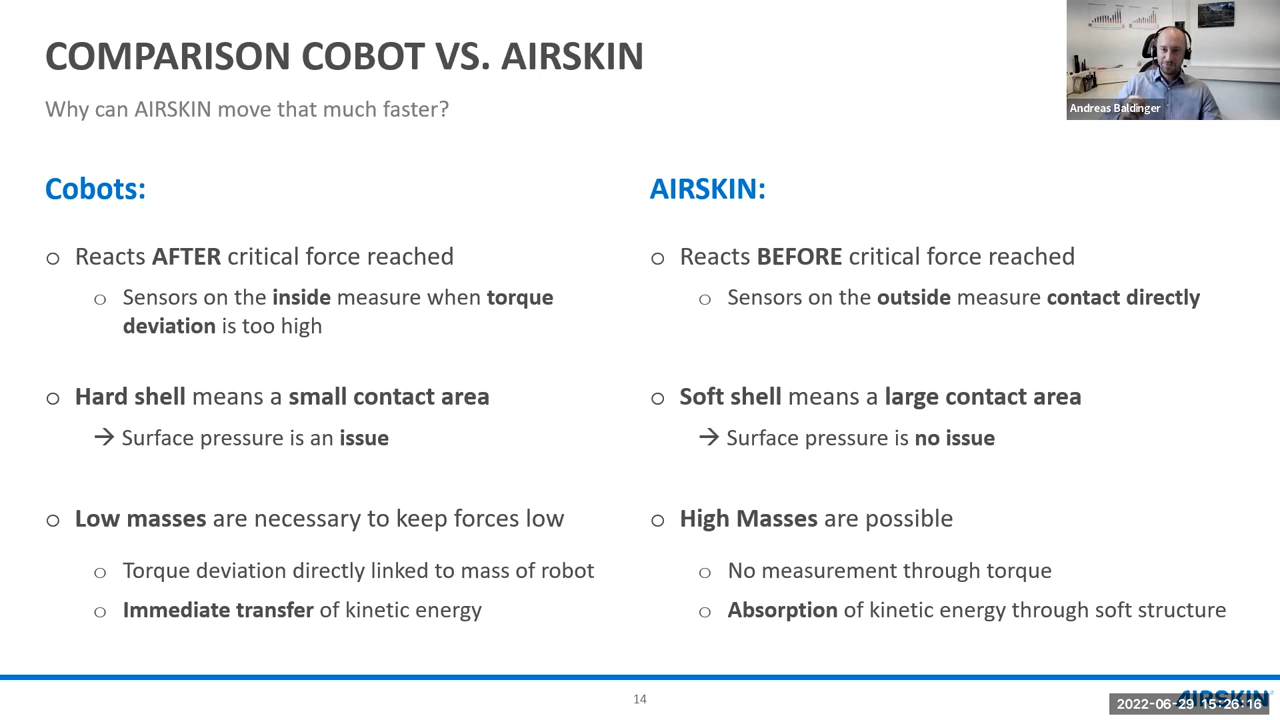 COMPARISON COBOT VS. AIRSKIN
Why can AIRSKIN move that much faster?
Andreas Baldinger
Cobots:
o Reacts AFTER critical force reached
o Sensors on the inside measure when torque
deviation is too high
o Hard shell means a small contact area
→ Surface pressure is an issue
o Low masses are necessary to keep forces low
o Torque deviation directly linked to mass of robot
o Immediate transfer of kinetic energy
AIRSKIN:
o Reacts BEFORE critical force reached
o Sensors on the outside measure contact directly
o Soft shell means a large contact area
→ Surface pressure is no issue
o High Masses are possible
o No measurement through torque
o Absorption of kinetic energy through soft structure
14
AIRSKIN
2022-06-29 15:26:16